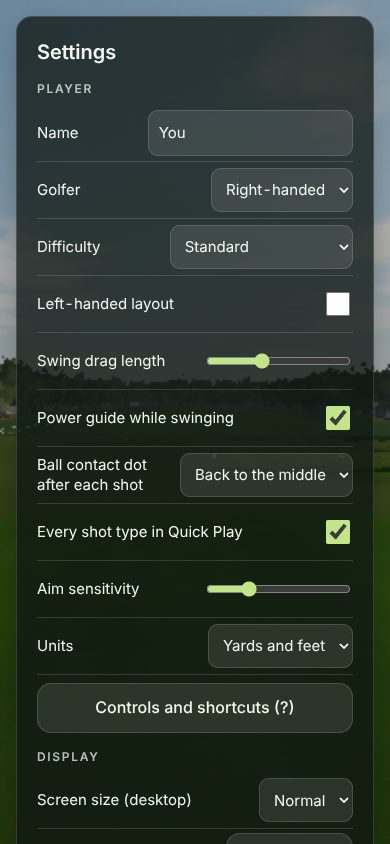 Settings
PLAYER
Name
You
Golfer
Right-handed
Difficulty
Standard
Left-handed layout
Swing drag length
Power guide while swinging
Ball contact dot
after each shot
Back to the middle
Every shot type in Quick Play
Aim sensitivity
Units
Yards and feet
Controls and shortcuts (?)
DISPLAY
Screen size (desktop)
Normal